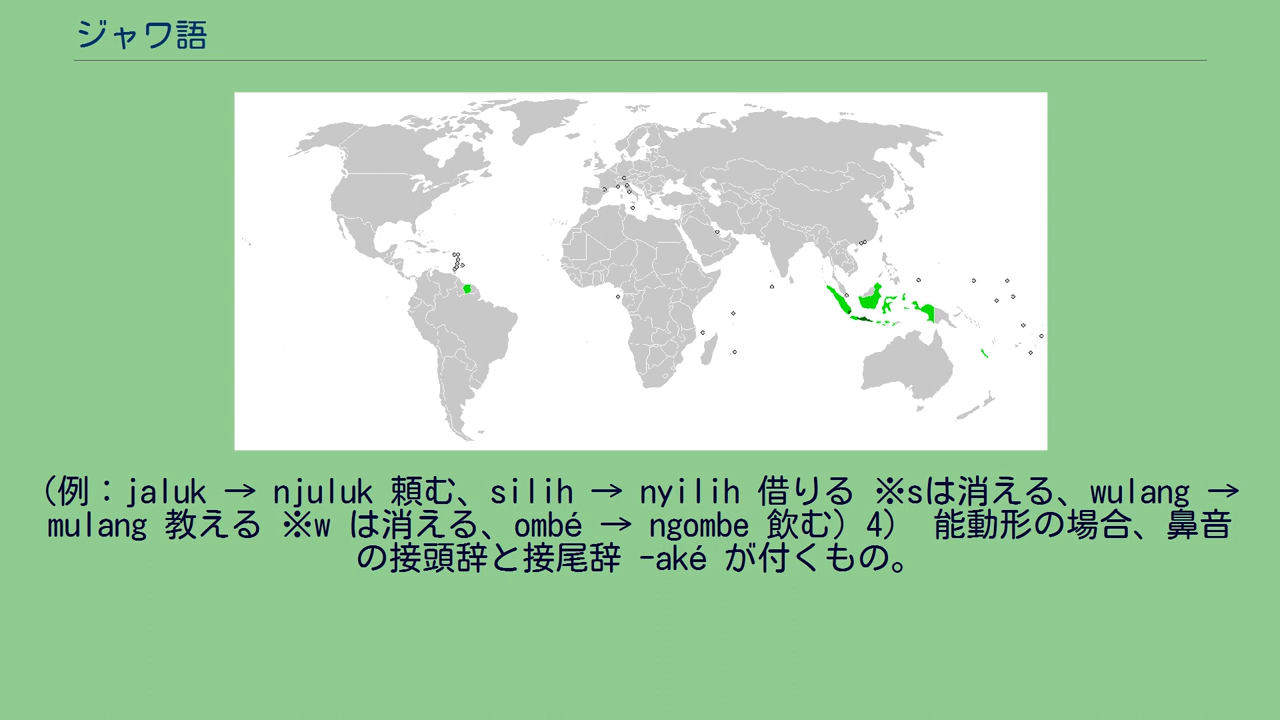 ジャワ語
（例：jaluk → njuluk 頼む、silih → nyilih 借りる ※sは消える、wulang →
mulang 教える ※w は消える、ombé → ngombe 飲む）4） 能動形の場合、鼻音
の接頭辞と接尾辞 -aké が付くもの。